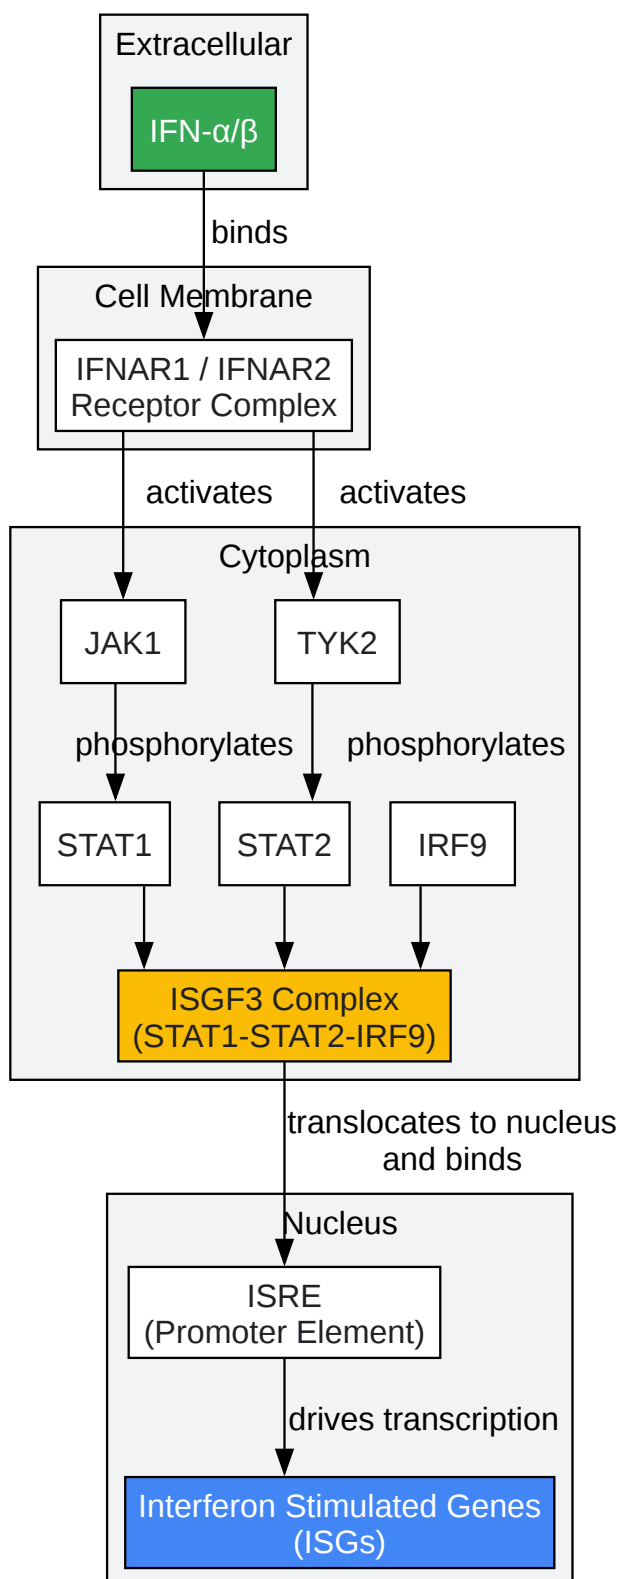 Extracellular
IFN-α/β
binds
Cell Membrane
IFNAR1 / IFNAR2
Receptor Complex
activates
activates
Cytoplasm
JAK1
TYK2
phosphorylates
phosphorylates
STAT1
STAT2
IRF9
ISGF3 Complex
(STAT1-STAT2-IRF9)
translocates to nucleus
and binds
Nucleus
ISRE
(Promoter Element)
drives transcription
Interferon Stimulated Genes
(ISGs)